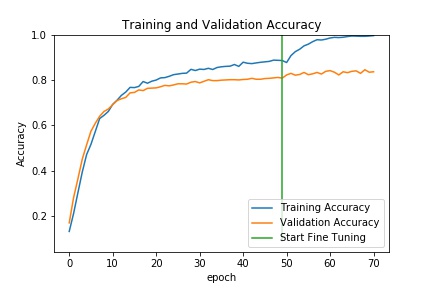 Training and Validation Accuracy
1.0
0.8
0.6
0.4
0.2
Accuracy
0
10
20
30
40
50
60
70
epoch
Training Accuracy
Validation Accuracy
Start Fine Tuning